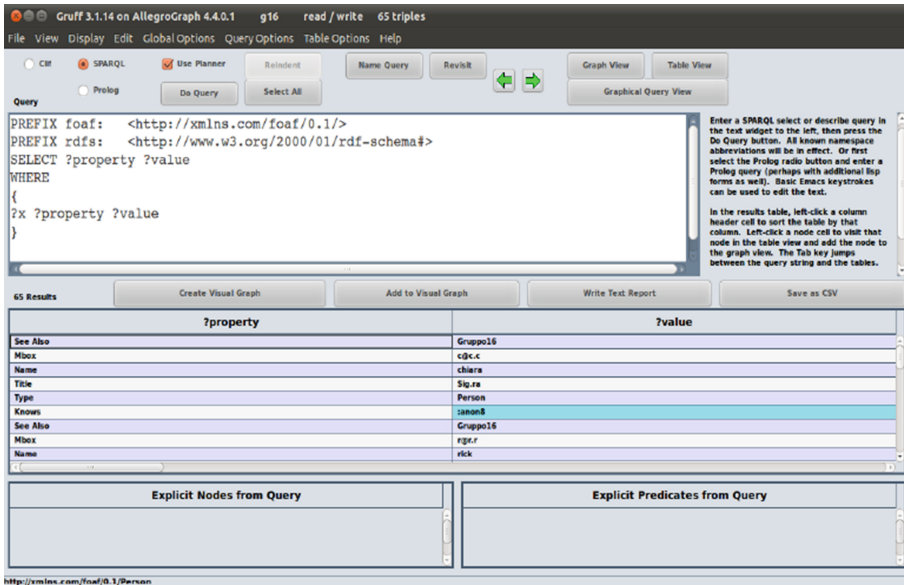 Gruff 3.1.14 on AllegroGraph 4.4.0.1 g16 read / write 65 triples
File View Display Edit Global Options Query Options Table Options Help
Clif SPARQL Use Planner Reindent Name Query Revisit Graph View Table View
Prolog Do Query Select All Graphical Query View
Query
PREFIX foaf: <http://xmlns.com/foaf/0.1/>
PREFIX rdfs: <http://www.w3.org/2000/01/rdf-schema#>
SELECT ?property ?value
WHERE
{
?x ?property ?value
}
Enter a SPARQL select or describe query in
the text widget to the left, then press the
Do Query button. All known namespace
abbreviations will be in effect. Or first
select the Prolog radio button and enter a
Prolog query (perhaps with additional lisp
forms as well). Basic Emacs keystrokes
can be used to edit the text.
In the results table, left-click a column
header cell to sort the table by that
column. Left-click a node cell to visit that
node in the table view and add the node to
the graph view. The Tab key jumps
between the query string and the tables.
65 Results Create Visual Graph Add to Visual Graph Write Text Report Save as CSV
?property ?value
See Also Gruppo16
Mbox c@c.c
Name chiara
Title Sig.ra
Type Person
Knows :anon8
See Also Gruppo16
Mbox r@r.r
Name rick
Explicit Nodes from Query Explicit Predicates from Query
http://xmlns.com/foaf/0.1/Person